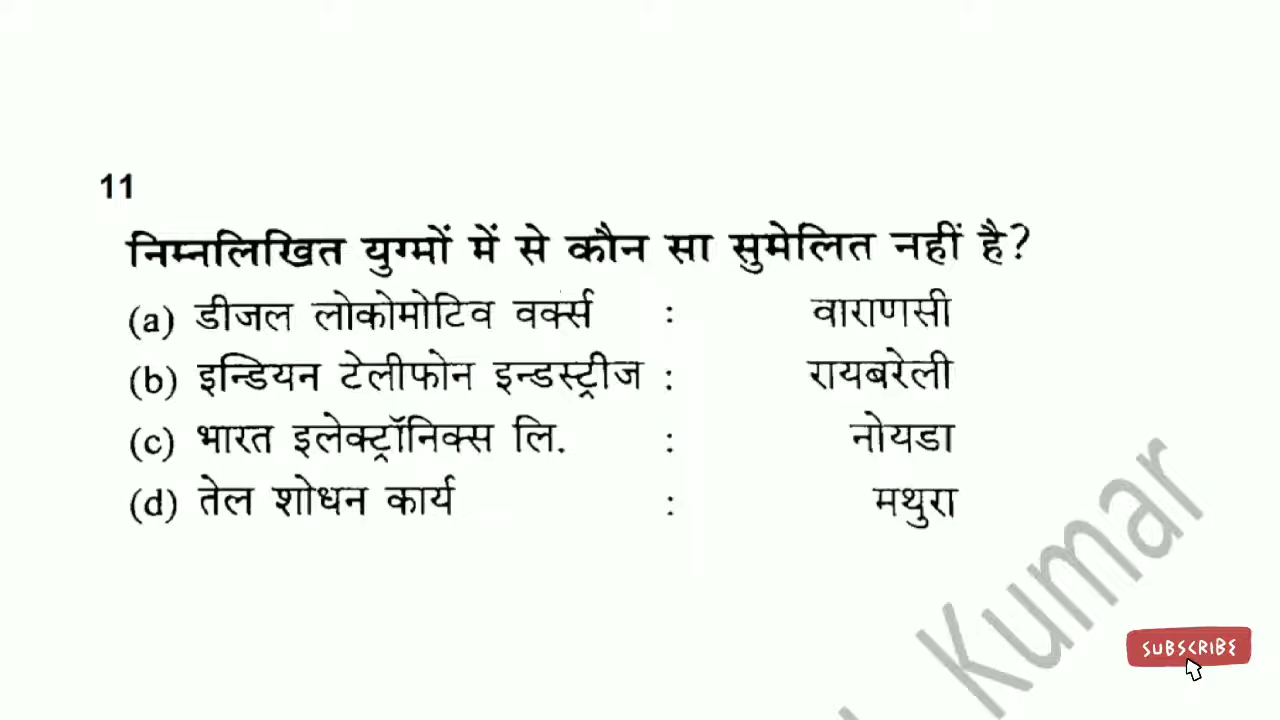 11
निम्नलिखित युग्मों में से कौन सा सुमेलित नहीं है?
(a) डीजल लोकोमोटिव वर्क्स : वाराणसी
(b) इन्डियन टेलीफोन इन्डस्ट्रीज : रायबरेली
(c) भारत इलेक्ट्रॉनिक्स लि. : नोयडा
(d) तेल शोधन कार्य : मथुरा
Kumar
SUBSCRIBE